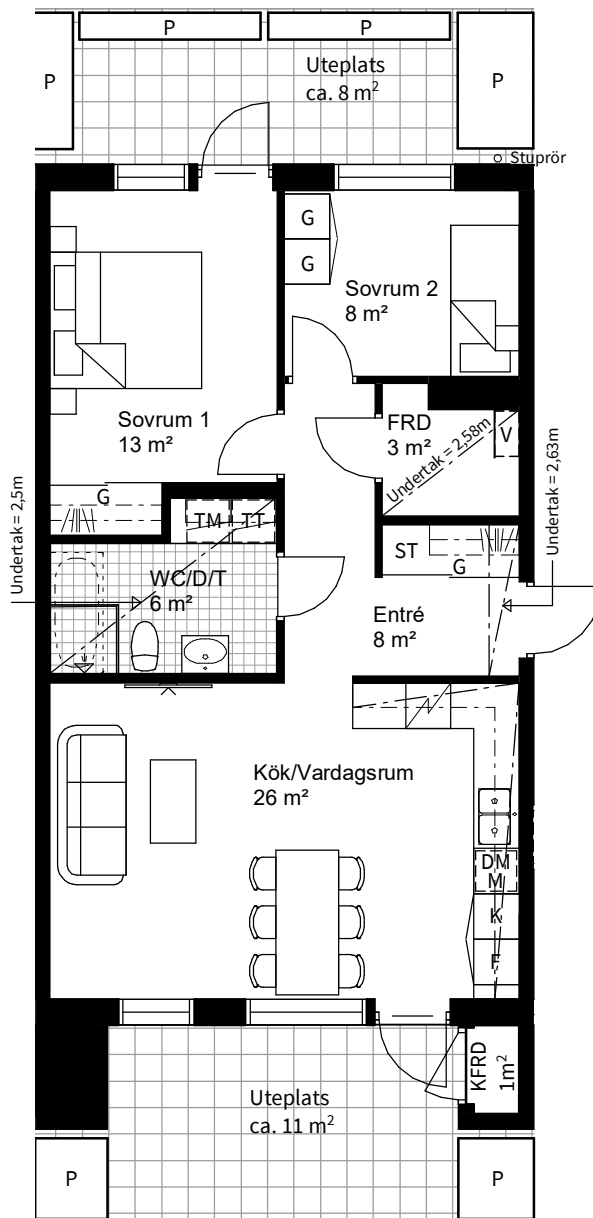 P
P
P
P
Uteplats
ca. 8 m²
Stuprör
G
G
Sovrum 2
8 m²
Sovrum 1
13 m²
FRD
3 m²
V
Undertak = 2,58m
Undertak = 2,63m
Undertak = 2,5m
G
TM
TT
ST
G
WC/D/T
6 m²
Entré
8 m²
Kök/Vardagsrum
26 m²
DM
M
K
F
KFRD
1m²
Uteplats
ca. 11 m²
P
P